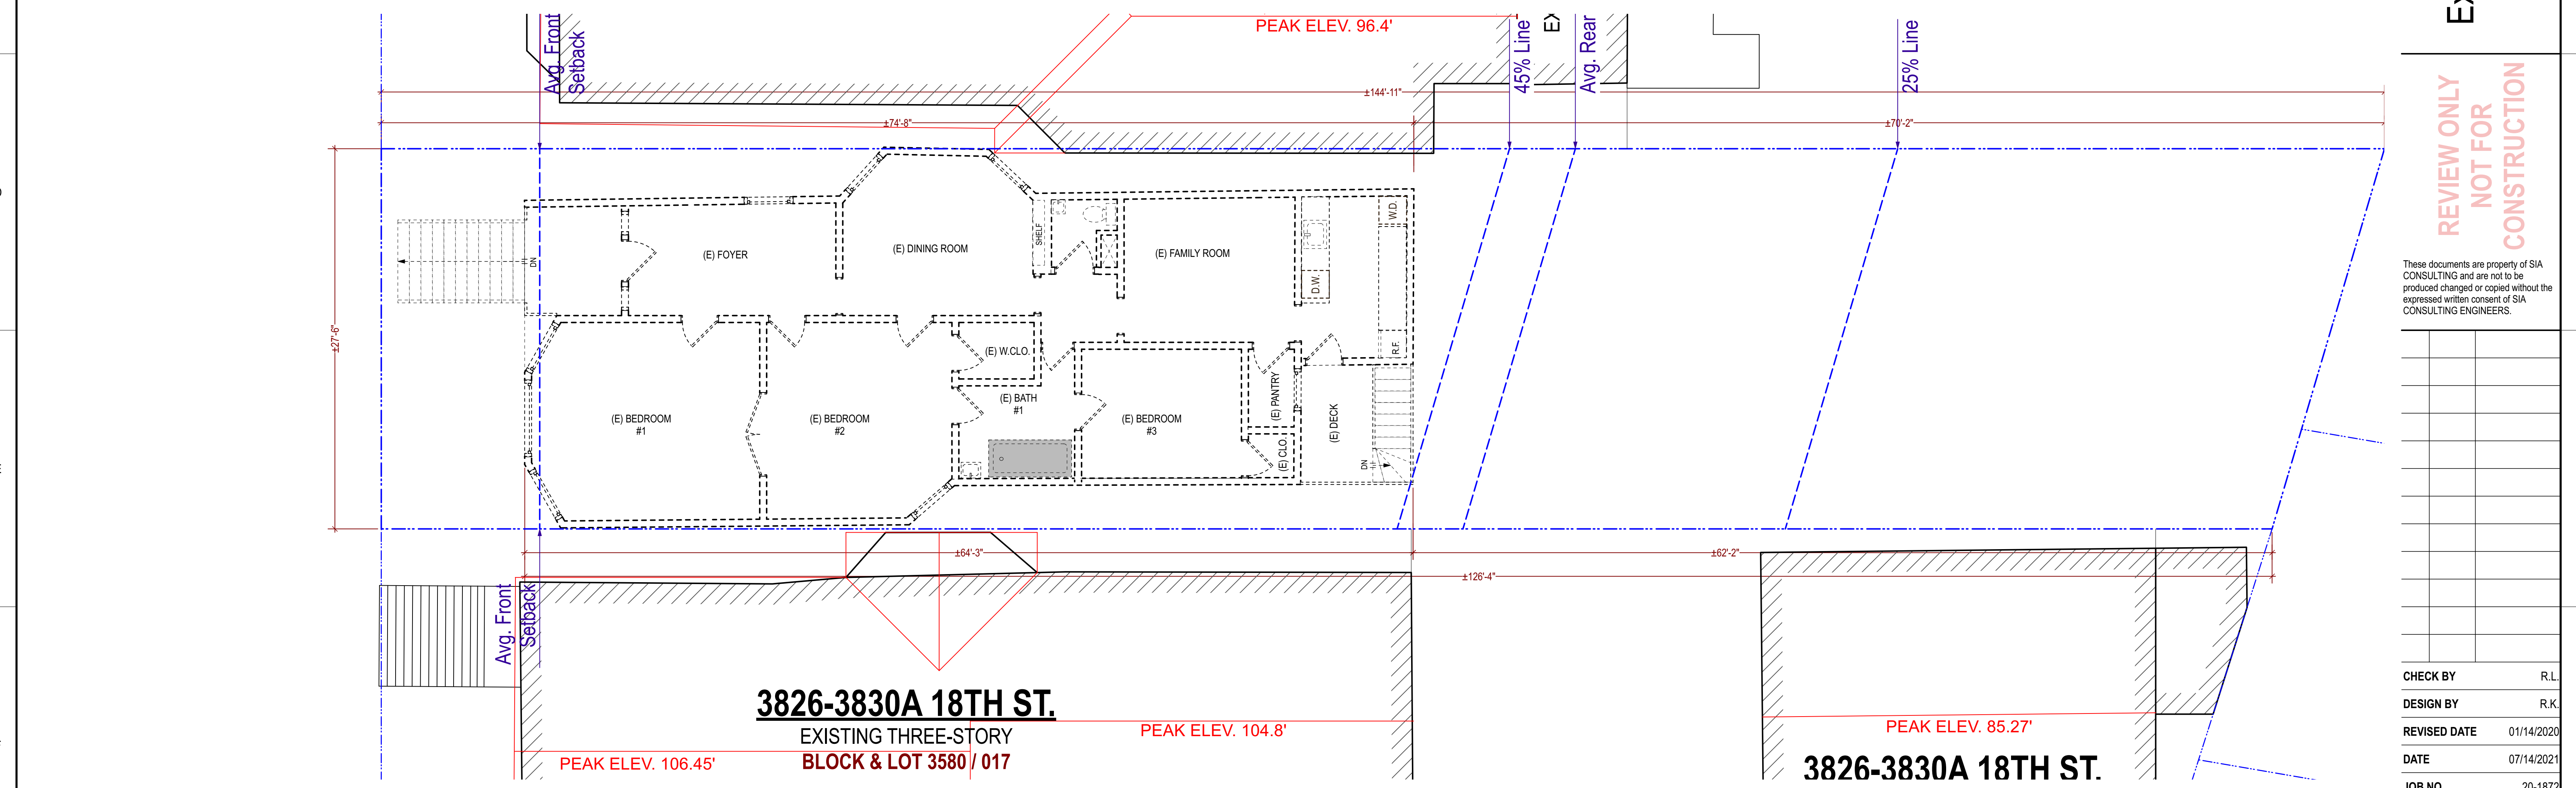 PEAK ELEV. 96.4'
Avg. Front
Setback
45% Line
EX
Avg. Rear
25% Line
±144'-11"
±74'-8"
±70'-2"
±27'-6"
DN
(E) FOYER
(E) DINING ROOM
SHELF
(E) FAMILY ROOM
D.W.
W.D.
R.F.
(E) W.CLO.
(E) BATH
#1
(E) BEDROOM
#1
(E) BEDROOM
#2
(E) BEDROOM
#3
(E) PANTRY
(E) CLO.
(E) DECK
DN
±64'-3"
±62'-2"
±126'-4"
Avg. Front
Setback
3826-3830A 18TH ST.
EXISTING THREE-STORY
BLOCK & LOT 3580 / 017
PEAK ELEV. 106.45'
PEAK ELEV. 104.8'
PEAK ELEV. 85.27'
3826-3830A 18TH ST.
EX
REVIEW ONLY
NOT FOR
CONSTRUCTION
These documents are property of SIA
CONSULTING and are not to be
produced changed or copied without the
expressed written consent of SIA
CONSULTING ENGINEERS.
CHECK BY R.L.
DESIGN BY R.K.
REVISED DATE 01/14/2020
DATE 07/14/2021
JOB NO. 20-1872